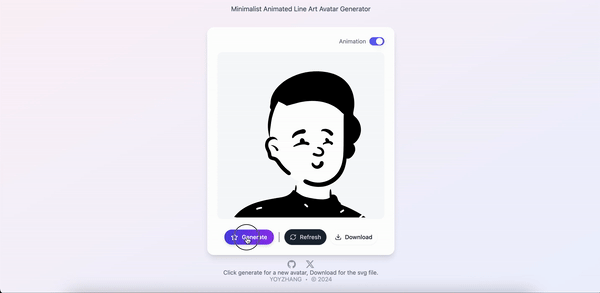 Minimalist Animated Line Art Avatar Generator
Animation
Generate
Refresh
Download
Click generate for a new avatar, Download for the svg file.
YOYZHANG • © 2024